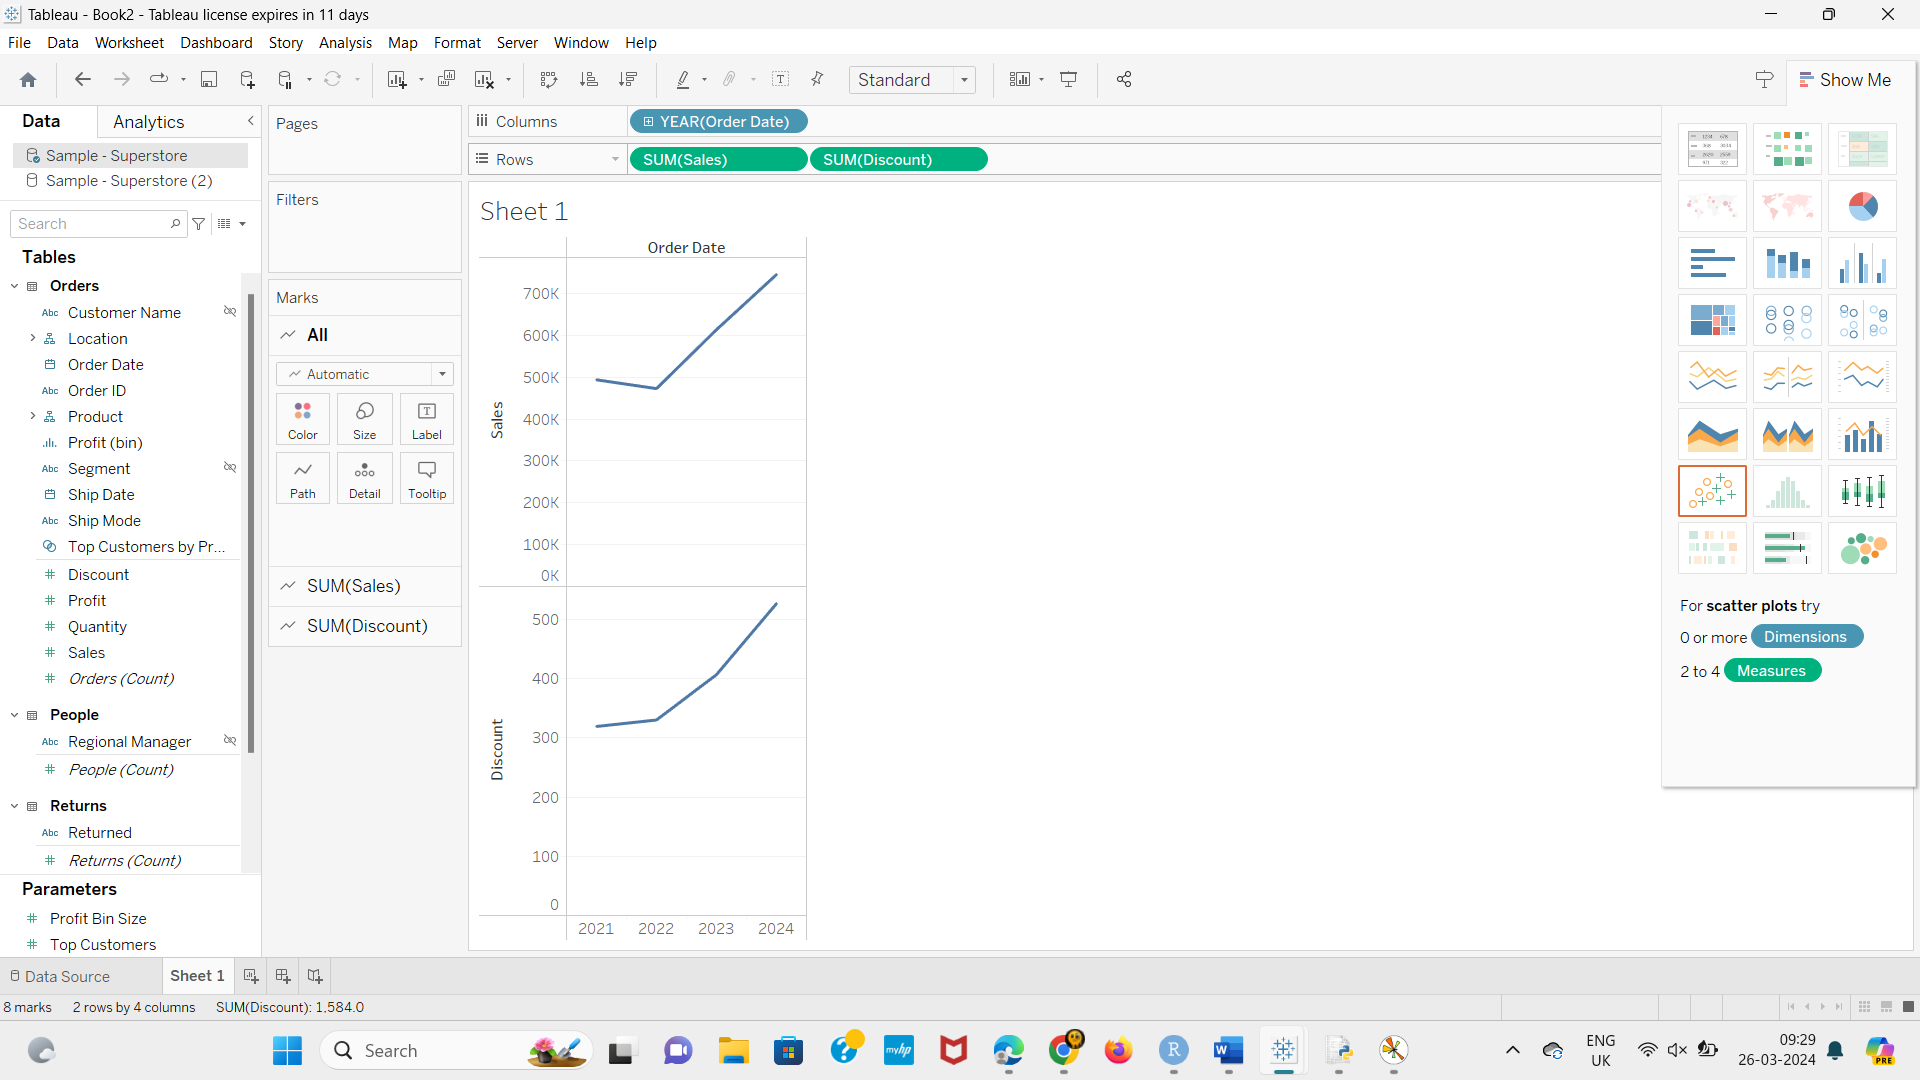 Tableau - Book2 - Tableau license expires in 11 days
File Data Worksheet Dashboard Story Analysis Map Format Server Window Help
Standard
Show Me
Data Analytics
Sample - Superstore
Sample - Superstore (2)
Search
Tables
Orders
Abc Customer Name
Location
Order Date
Abc Order ID
Product
Profit (bin)
Abc Segment
Ship Date
Abc Ship Mode
Top Customers by Pr...
Discount
Profit
Quantity
Sales
Orders (Count)
People
Abc Regional Manager
People (Count)
Returns
Abc Returned
Returns (Count)
Parameters
Profit Bin Size
Top Customers
Pages
Filters
Marks
All
Automatic
Color Size Label
Path Detail Tooltip
SUM(Sales)
SUM(Discount)
Columns YEAR(Order Date)
Rows SUM(Sales) SUM(Discount)
Sheet 1
Order Date
700K
600K
500K
400K
300K
200K
100K
0K
Sales
500
400
300
200
100
0
Discount
2021 2022 2023 2024
For scatter plots try
0 or more Dimensions
2 to 4 Measures
Data Source Sheet 1
8 marks 2 rows by 4 columns SUM(Discount): 1,584.0
Search
myhp
ENG
UK
09:29
26-03-2024
PRE